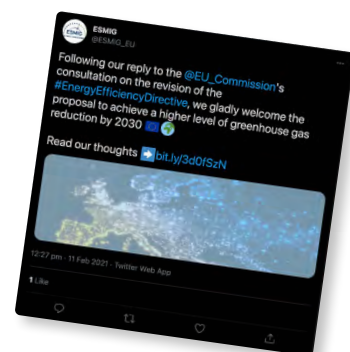 ESMIG
@ESMIG_EU
Following our reply to the @EU_Commission's
consultation on the revision of the
#EnergyEfficiencyDirective, we gladly welcome the
proposal to achieve a higher level of greenhouse gas
reduction by 2030 🇪🇺🌍
Read our thoughts ➡️bit.ly/3d0fSzN
12:27 pm · 11 Feb 2021 · Twitter Web App
1 Like